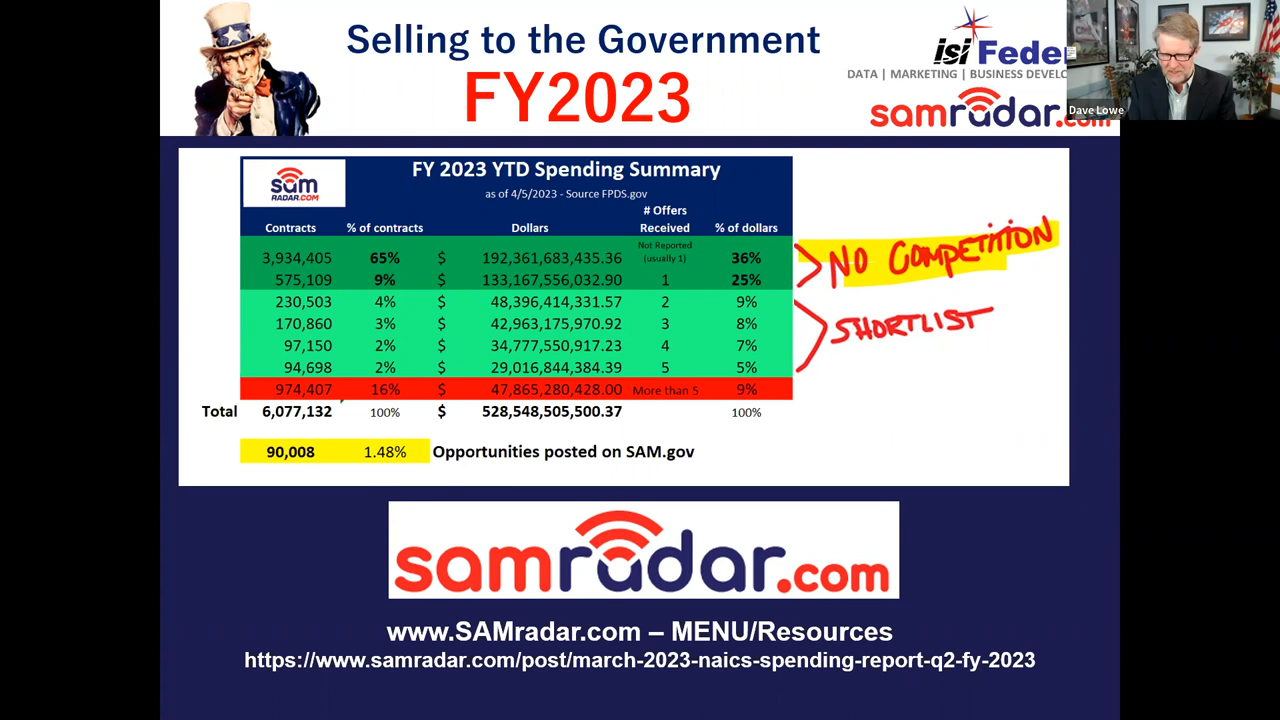 Selling to the Government
FY2023
isi Feder
DATA | MARKETING | BUSINESS DEVELO
samradar.com
Dave Lowe
sam
RADAR.COM
FY 2023 YTD Spending Summary
as of 4/5/2023 - Source FPDS.gov
Contracts % of contracts Dollars # Offers Received % of dollars
3,934,405 65% $ 192,361,683,435.36 Not Reported (usually 1) 36%
575,109 9% $ 133,167,556,032.90 1 25%
NO COMPETITION
230,503 4% $ 48,396,414,331.57 2 9%
170,860 3% $ 42,963,175,970.92 3 8%
SHORTLIST
97,150 2% $ 34,777,550,917.23 4 7%
94,698 2% $ 29,016,844,384.39 5 5%
974,407 16% $ 47,865,280,428.00 More than 5 9%
Total 6,077,132 100% $ 528,548,505,500.37 100%
90,008 1.48% Opportunities posted on SAM.gov
samradar.com
www.SAMradar.com – MENU/Resources
https://www.samradar.com/post/march-2023-naics-spending-report-q2-fy-2023